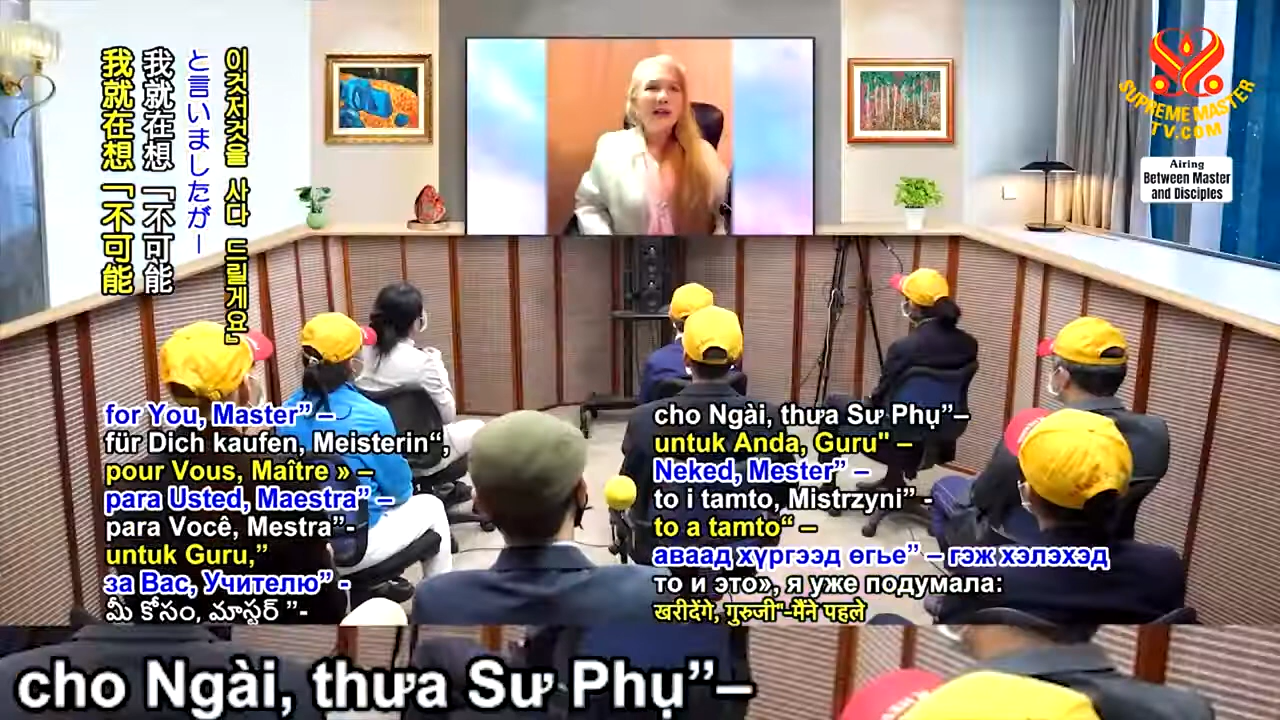 SUPREME MASTER
TV.COM
Airing
Between Master
and Disciples
이것저것을 사다 드릴게요』
と言いましたが－
我就在想「不可能
我就在想「不可能
for You, Master” –
für Dich kaufen, Meisterin“,
pour Vous, Maître » –
para Usted, Maestra” –
para Você, Mestra”-
untuk Guru,”
за Вас, Учителю” -
మీ కోసం, మాస్టర్ ”-
cho Ngài, thưa Sư Phụ”–
untuk Anda, Guru" –
Neked, Mester” –
to i tamto, Mistrzyni” -
to a tamto“ –
аваад хүргээд өгье” – гэж хэлэхэд
то и это», я уже подумала:
खरीदेंगे, गुरुजी"-मैंने पहले
cho Ngài, thưa Sư Phụ”–